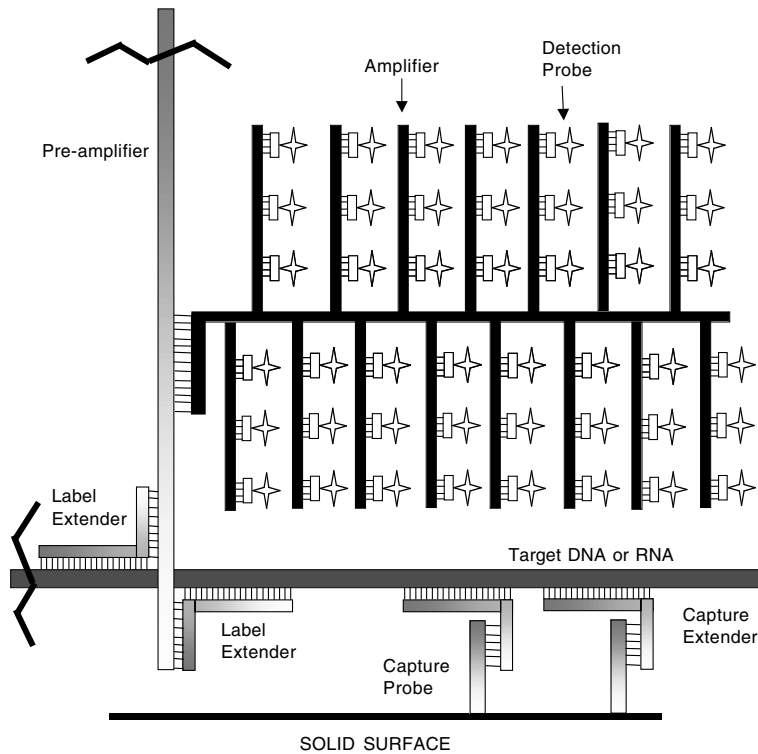 Amplifier
Detection
Probe
Pre-amplifier
Label
Extender
Target DNA or RNA
Label
Extender
Capture
Probe
Capture
Extender
SOLID SURFACE